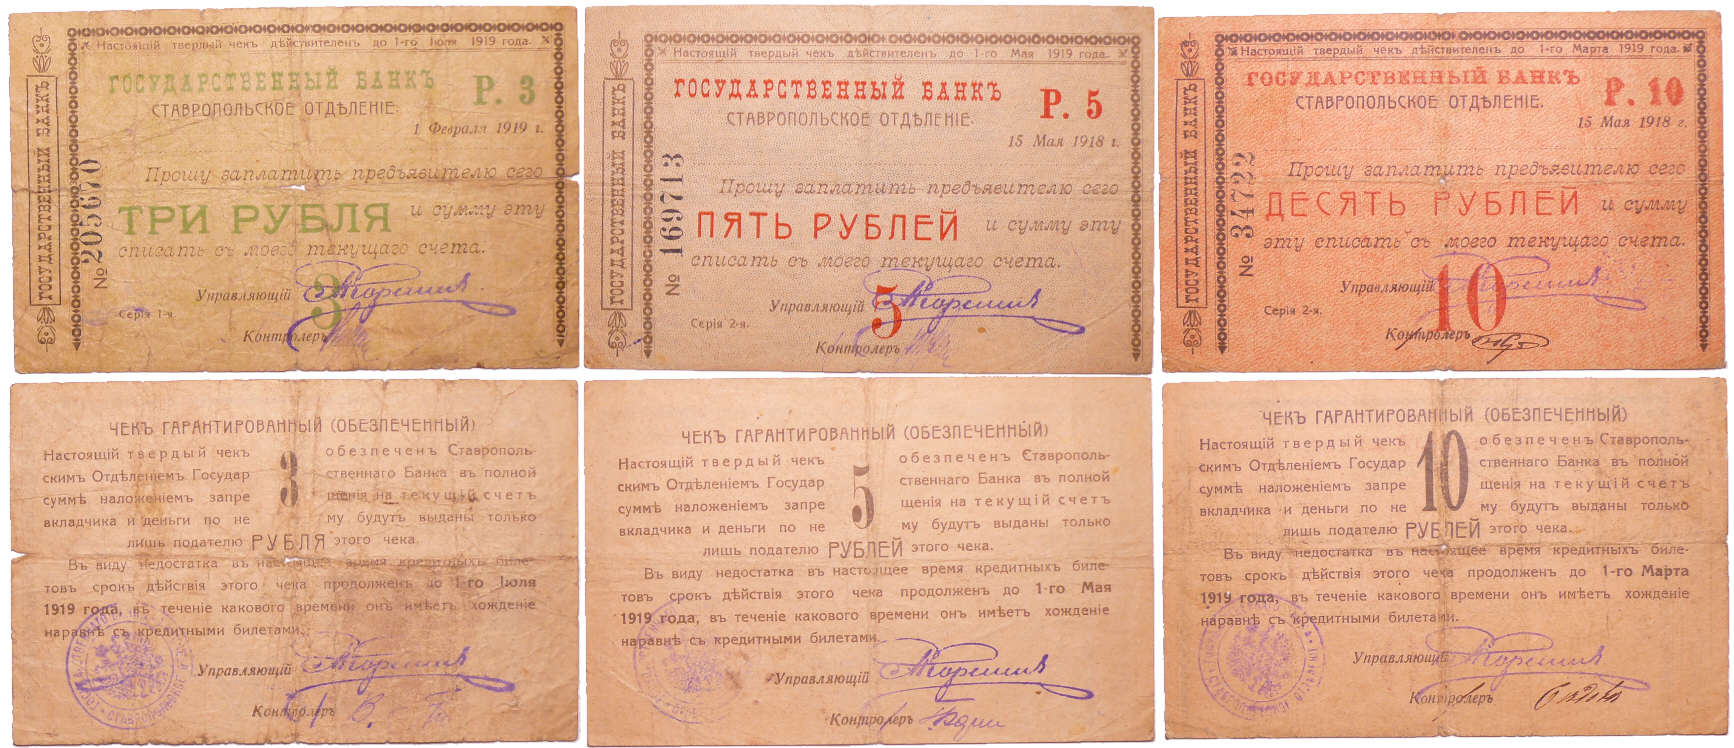 Настоящій твердый чекъ дѣйствителенъ до 1-го Іюля 1919 года.
ГОСУДАРСТВЕННЫЙ БАНКЪ
Р. 3
СТАВРОПОЛЬСКОЕ ОТДѢЛЕНІЕ.
1 Февраля 1919 г.
ГОСУДАРСТВЕННЫЙ БАНКЪ
№ 205670
Прошу заплатить предъявителю сего
ТРИ РУБЛЯ и сумму эту
списать съ моего текущаго счета.
Управляющій
3
Серія 1-я.
Контролеръ
Настоящій твердый чекъ дѣйствителенъ до 1-го Мая 1919 года.
ГОСУДАРСТВЕННЫЙ БАНКЪ
Р. 5
СТАВРОПОЛЬСКОЕ ОТДѢЛЕНІЕ.
15 Мая 1918 г.
ГОСУДАРСТВЕННЫЙ БАНКЪ
№ 169713
Прошу заплатить предъявителю сего
ПЯТЬ РУБЛЕЙ и сумму эту
списать съ моего текущаго счета.
Управляющій
5
Серія 2-я.
Контролеръ
Настоящій твердый чекъ дѣйствителенъ до 1-го Марта 1919 года.
ГОСУДАРСТВЕННЫЙ БАНКЪ
Р. 10
СТАВРОПОЛЬСКОЕ ОТДѢЛЕНІЕ.
15 Мая 1918 г.
ГОСУДАРСТВЕННЫЙ БАНКЪ
№ 34722
Прошу заплатить предъявителю сего
ДЕСЯТЬ РУБЛЕЙ и сумму
эту списать съ моего текущаго счета.
Управляющій
10
Серія 2-я.
Контролеръ
ЧЕКЪ ГАРАНТИРОВАННЫЙ (ОБЕЗПЕЧЕННЫЙ)
Настоящій твердый чекъ обезпеченъ Ставрополь-
скимъ Отдѣленіемъ Государ 3 ственнаго Банка въ полной
суммѣ наложеніемъ запре щенія на текущій счетъ
вкладчика и деньги по не му будутъ выданы только
лишь подателю РУБЛЯ этого чека.
Въ виду недостатка въ настоящее время кредитныхъ биле-
товъ срокъ дѣйствія этого чека продолженъ до 1-го Іюля
1919 года, въ теченіе какового времени онъ имѣетъ хожденіе
наравнѣ съ кредитными билетами.
Управляющій
Контролеръ
ЧЕКЪ ГАРАНТИРОВАННЫЙ (ОБЕЗПЕЧЕННЫЙ)
Настоящій твердый чекъ обезпеченъ Ставрополь-
скимъ Отдѣленіемъ Государ 5 ственнаго Банка въ полной
суммѣ наложеніемъ запре щенія на текущій счетъ
вкладчика и деньги по не му будутъ выданы только
лишь подателю РУБЛЕЙ этого чека.
Въ виду недостатка въ настоящее время кредитныхъ биле-
товъ срокъ дѣйствія этого чека продолженъ до 1-го Мая
1919 года, въ теченіе какового времени онъ имѣетъ хожденіе
наравнѣ съ кредитными билетами.
Управляющій
Контролеръ
ЧЕКЪ ГАРАНТИРОВАННЫЙ (ОБЕЗПЕЧЕННЫЙ)
Настоящій твердый чекъ обезпеченъ Ставрополь-
скимъ Отдѣленіемъ Государ 10 ственнаго Банка въ полной
суммѣ наложеніемъ запре щенія на текущій счетъ
вкладчика и деньги по не му будутъ выданы только
лишь подателю РУБЛЕЙ этого чека.
Въ виду недостатка въ настоящее время кредитныхъ биле-
товъ срокъ дѣйствія этого чека продолженъ до 1-го Марта
1919 года, въ теченіе какового времени онъ имѣетъ хожденіе
наравнѣ съ кредитными билетами.
Управляющій
Контролеръ